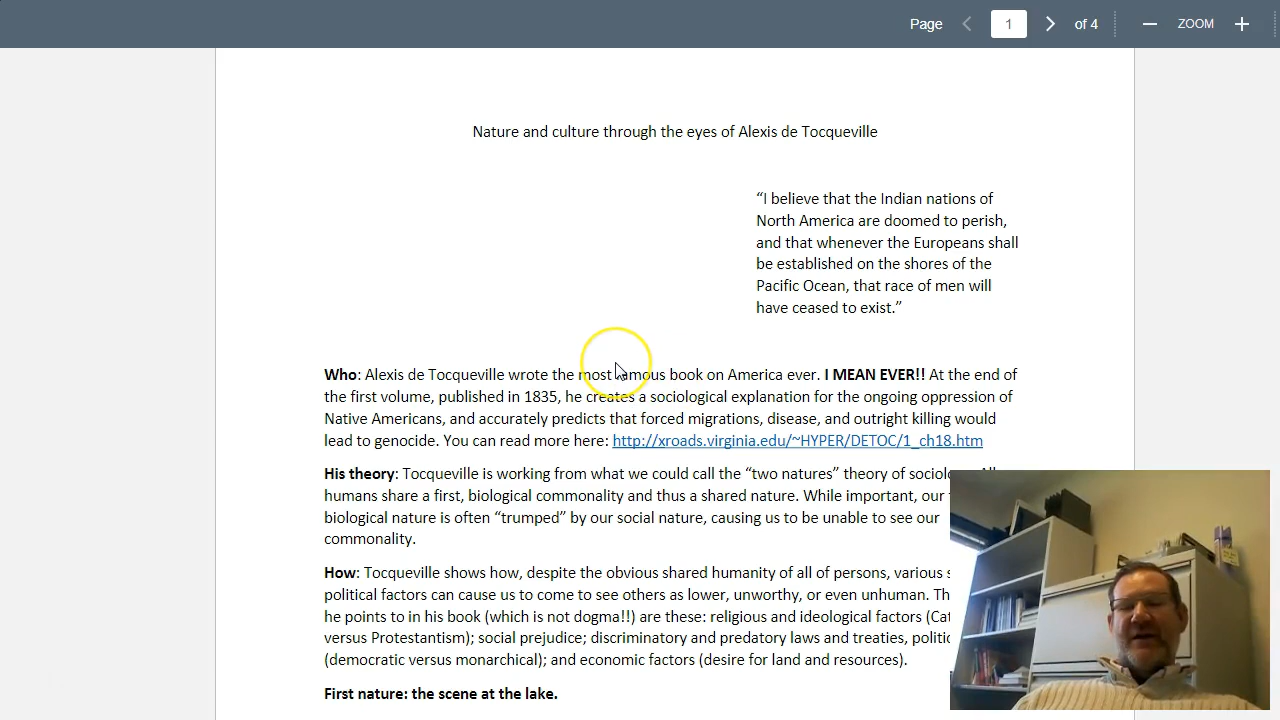 Page 1 of 4 ZOOM
Nature and culture through the eyes of Alexis de Tocqueville
“I believe that the Indian nations of
North America are doomed to perish,
and that whenever the Europeans shall
be established on the shores of the
Pacific Ocean, that race of men will
have ceased to exist.”
Who: Alexis de Tocqueville wrote the most famous book on America ever. I MEAN EVER!! At the end of
the first volume, published in 1835, he creates a sociological explanation for the ongoing oppression of
Native Americans, and accurately predicts that forced migrations, disease, and outright killing would
lead to genocide. You can read more here: http://xroads.virginia.edu/~HYPER/DETOC/1_ch18.htm
His theory: Tocqueville is working from what we could call the “two natures” theory of
humans share a first, biological commonality and thus a shared nature. While important, our
biological nature is often “trumped” by our social nature, causing us to be unable to see our
commonality.
How: Tocqueville shows how, despite the obvious shared humanity of all of persons, various
political factors can cause us to come to see others as lower, unworthy, or even unhuman.
he points to in his book (which is not dogma!!) are these: religious and ideological factors
versus Protestantism); social prejudice; discriminatory and predatory laws and treaties,
(democratic versus monarchical); and economic factors (desire for land and resources).
First nature: the scene at the lake.